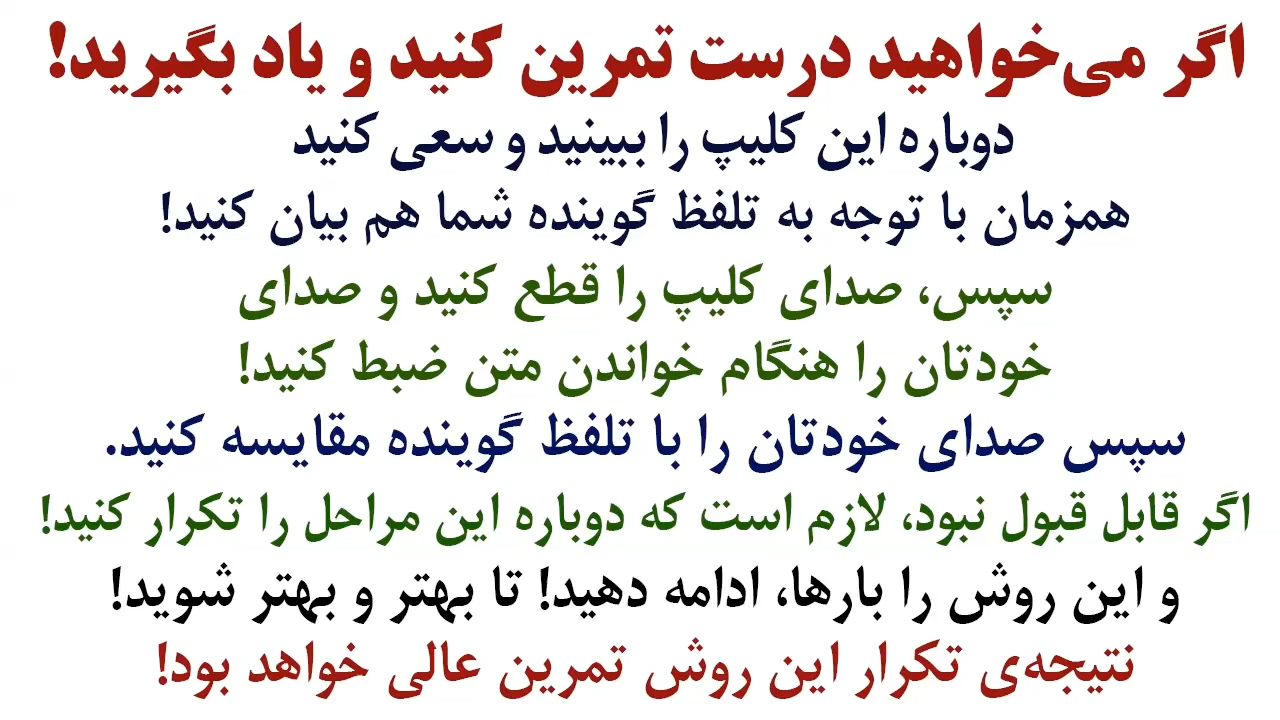 اگر می‌خواهید درست تمرین کنید و یاد بگیرید!
دوباره این کلیپ را ببینید و سعی کنید
همزمان با توجه به تلفظ گوینده شما هم بیان کنید!
سپس، صدای کلیپ را قطع کنید و صدای
خودتان را هنگام خواندن متن ضبط کنید!
سپس صدای خودتان را با تلفظ گوینده مقایسه کنید.
اگر قابل قبول نبود، لازم است که دوباره این مراحل را تکرار کنید!
و این روش را بارها، ادامه دهید! تا بهتر و بهتر شوید!
نتیجه‌ی تکرار این روش تمرین عالی خواهد بود!